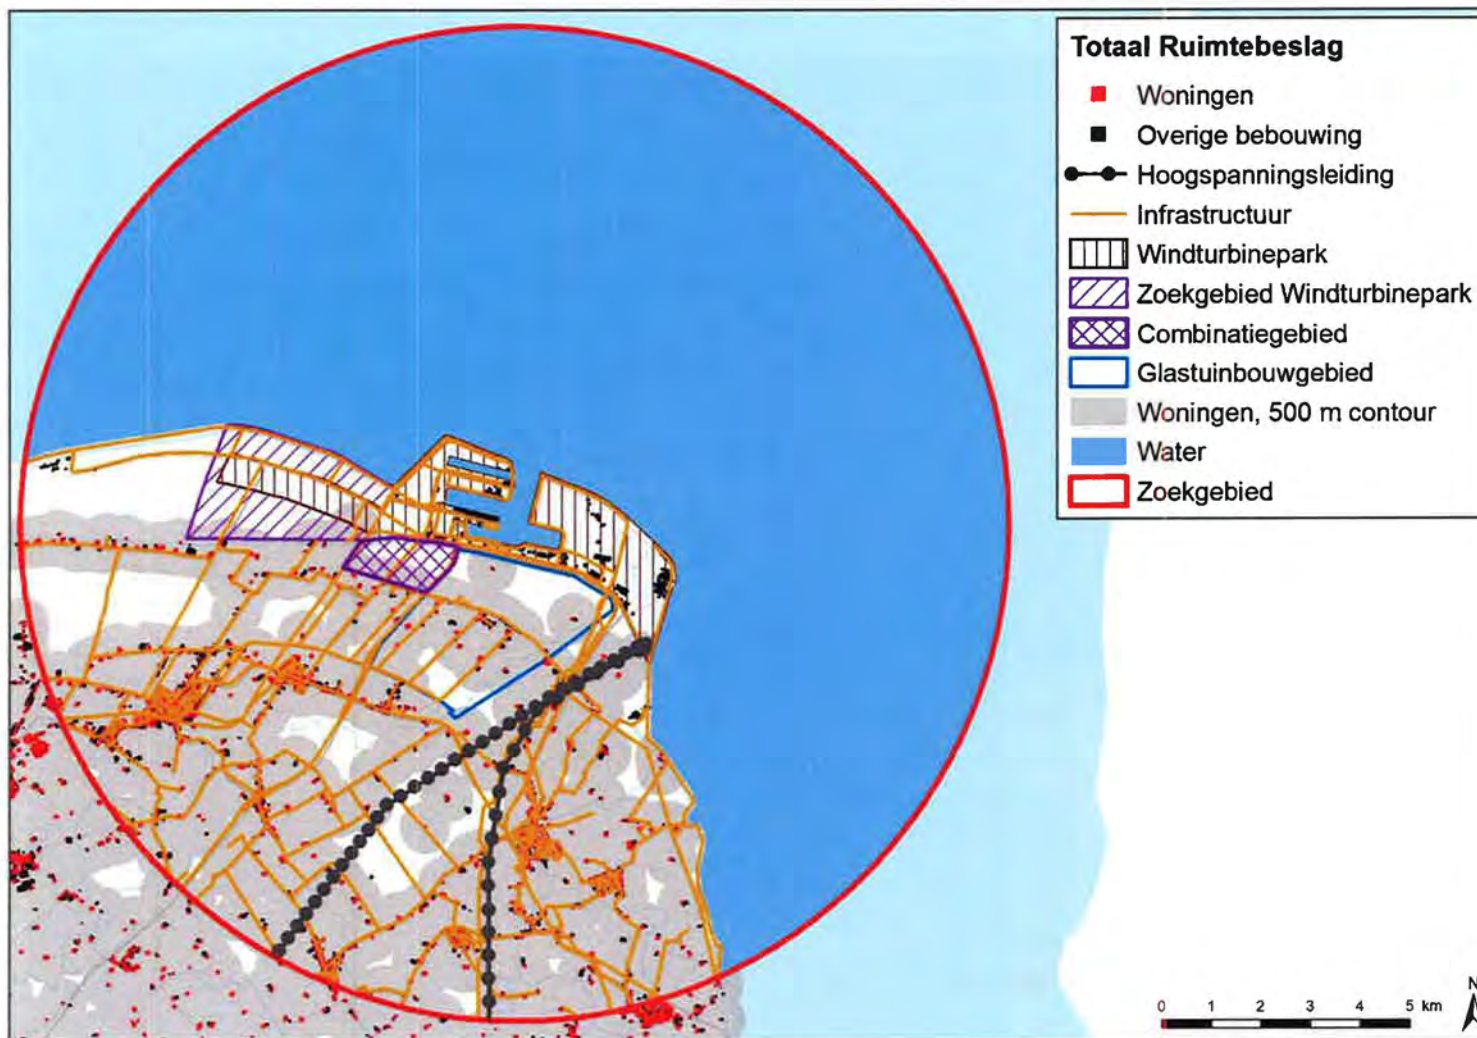 Totaal Ruimtebeslag
Woningen
Overige bebouwing
Hoogspanningsleiding
Infrastructuur
Windturbinepark
Zoekgebied Windturbinepark
Combinatiegebied
Glastuinbouwgebied
Woningen, 500 m contour
Water
Zoekgebied
N
0 1 2 3 4 5 km